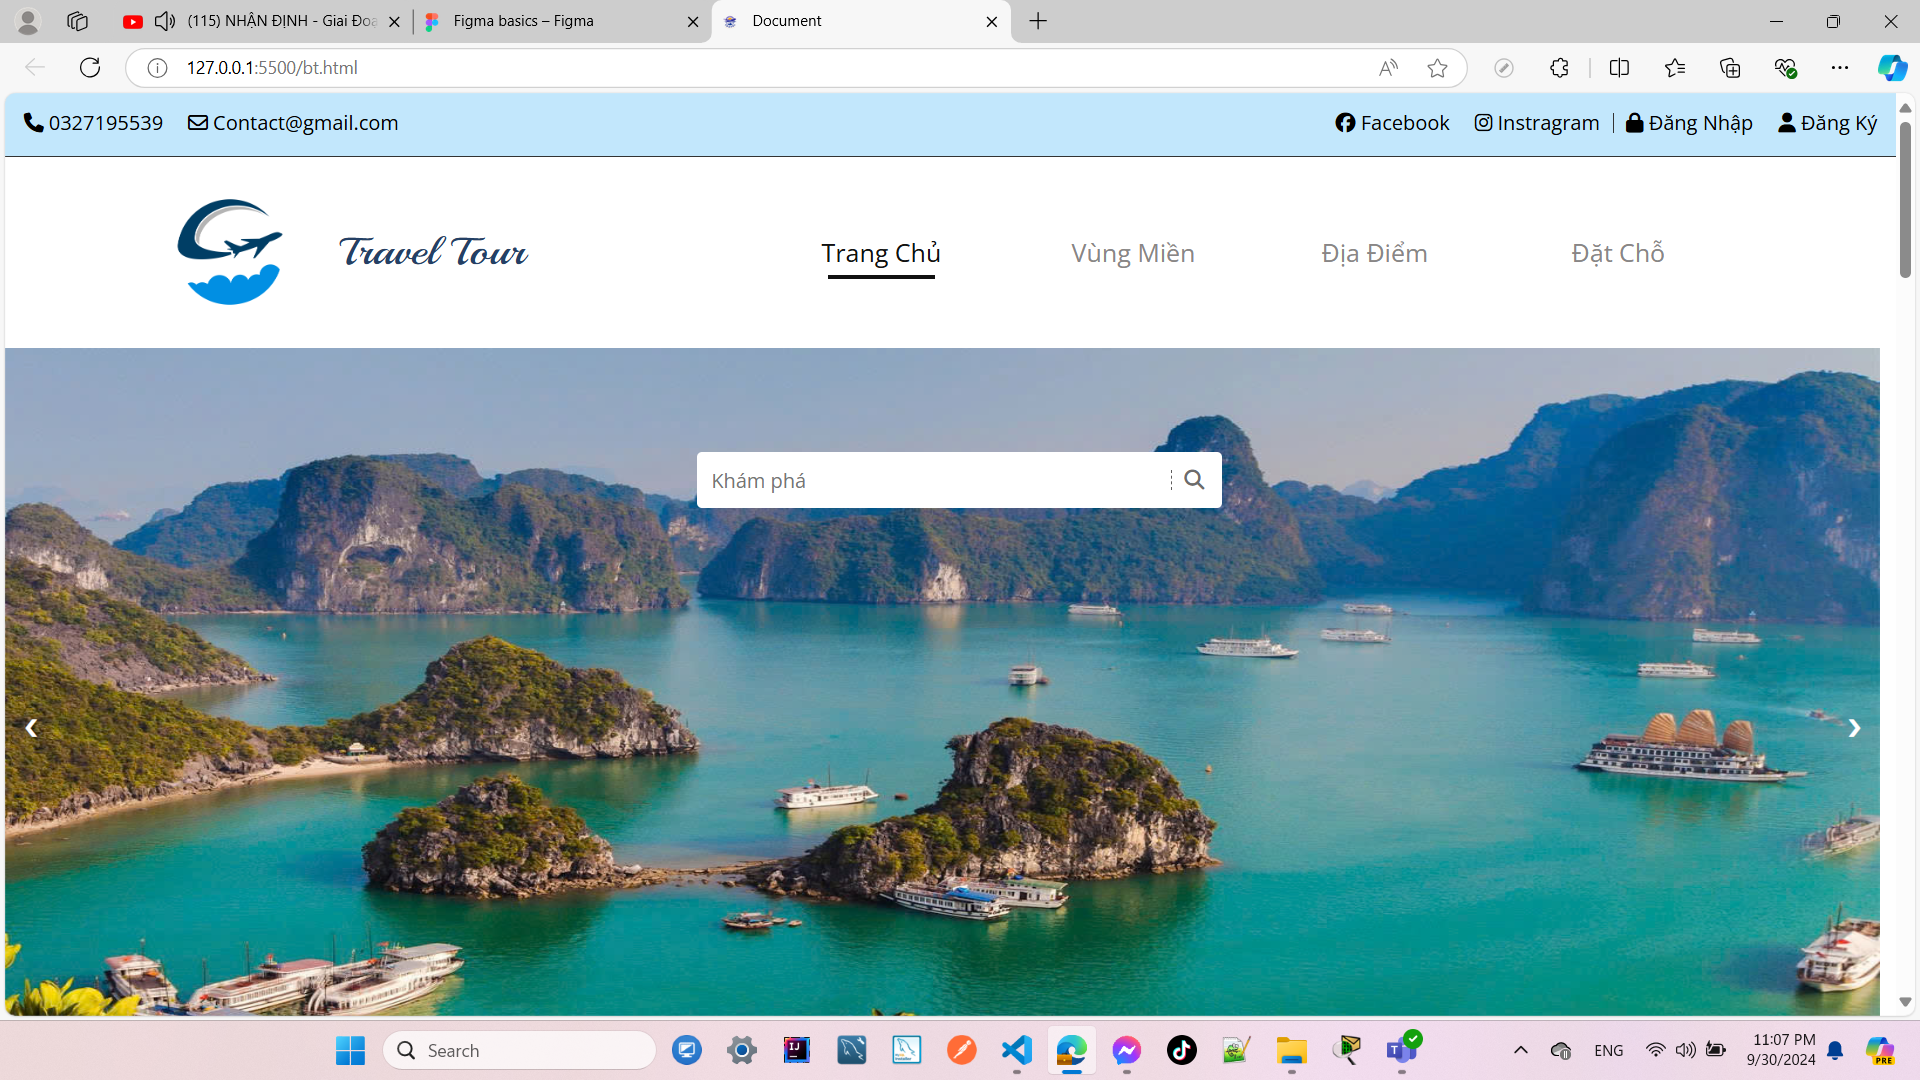 (115) NHẬN ĐỊNH - Giai Đoạ
Figma basics – Figma
Document
127.0.0.1:5500/bt.html
0327195539
Contact@gmail.com
Facebook
Instragram
Đăng Nhập
Đăng Ký
Travel Tour
Trang Chủ
Vùng Miền
Địa Điểm
Đặt Chỗ
Khám phá
Search
ENG
11:07 PM
9/30/2024
PRE